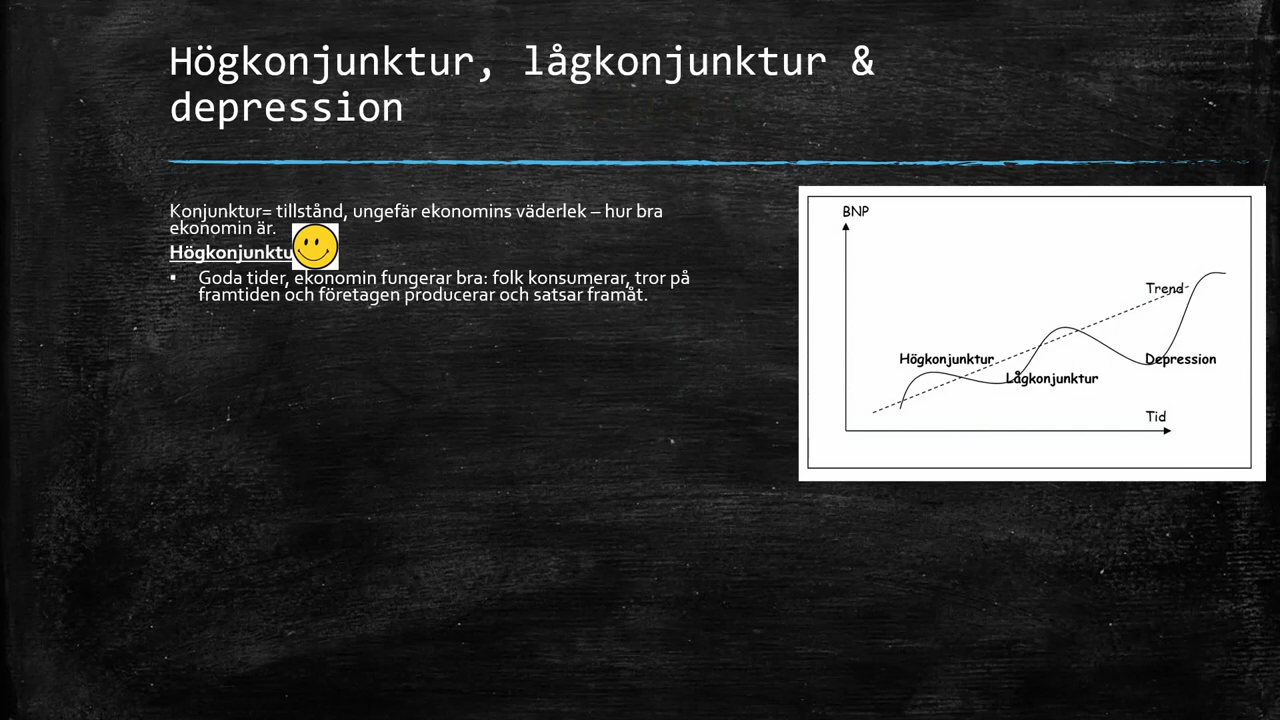 Högkonjunktur, lågkonjunktur &
depression
Konjunktur= tillstånd, ungefär ekonomins väderlek – hur bra
ekonomin är.
Högkonjunktu
▪ Goda tider, ekonomin fungerar bra: folk konsumerar, tror på
framtiden och företagen producerar och satsar framåt.
BNP
Trend
Högkonjunktur
Depression
Lågkonjunktur
Tid